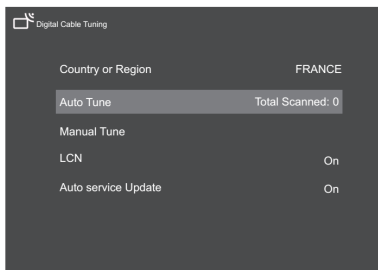 Digital Cable Tuning
Country or Region FRANCE
Auto Tune Total Scanned: 0
Manual Tune
LCN On
Auto service Update On